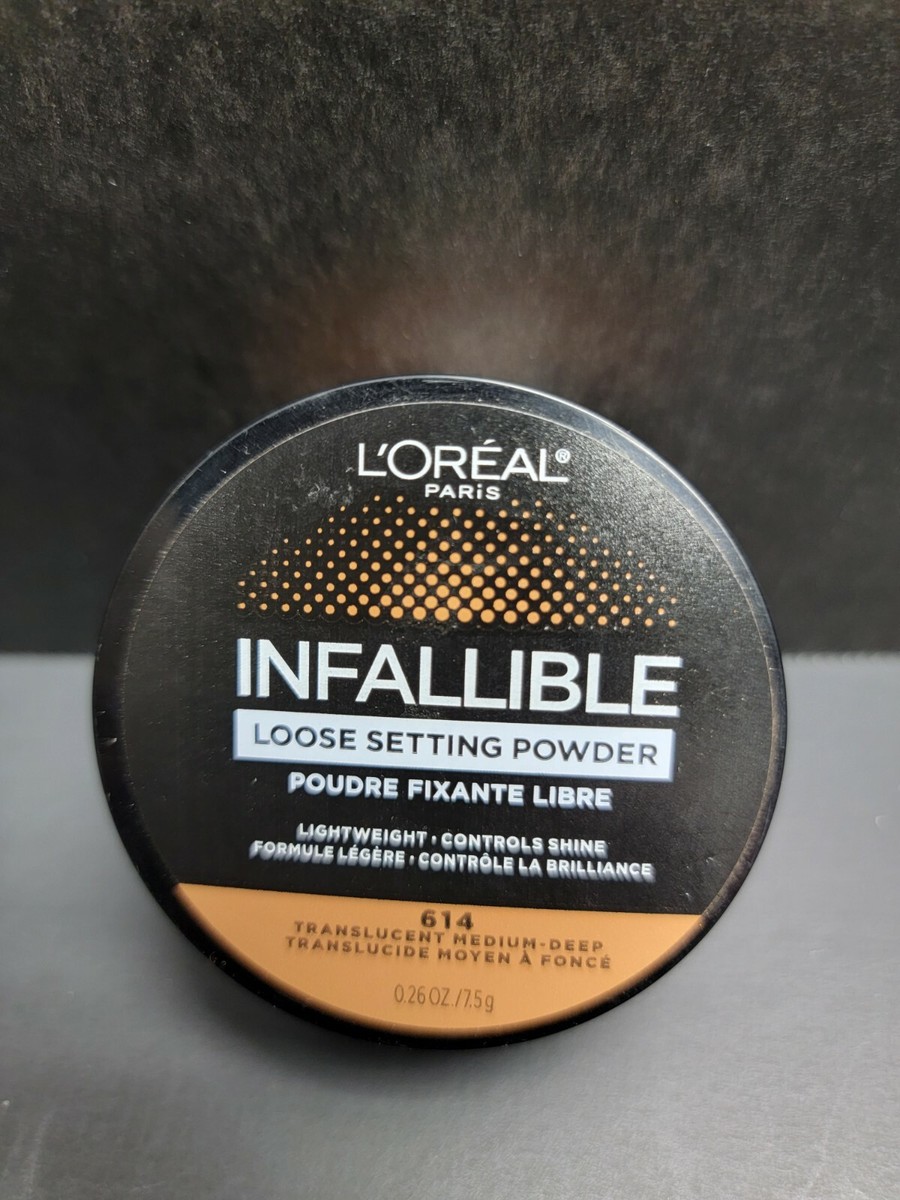 L'ORÉAL®
PARiS
INFALLIBLE
LOOSE SETTING POWDER
POUDRE FIXANTE LIBRE
LIGHTWEIGHT • CONTROLS SHINE
FORMULE LÉGÈRE • CONTRÔLE LA BRILLIANCE
614
TRANSLUCENT MEDIUM-DEEP
TRANSLUCIDE MOYEN À FONCÉ
0.26 OZ./7.5g